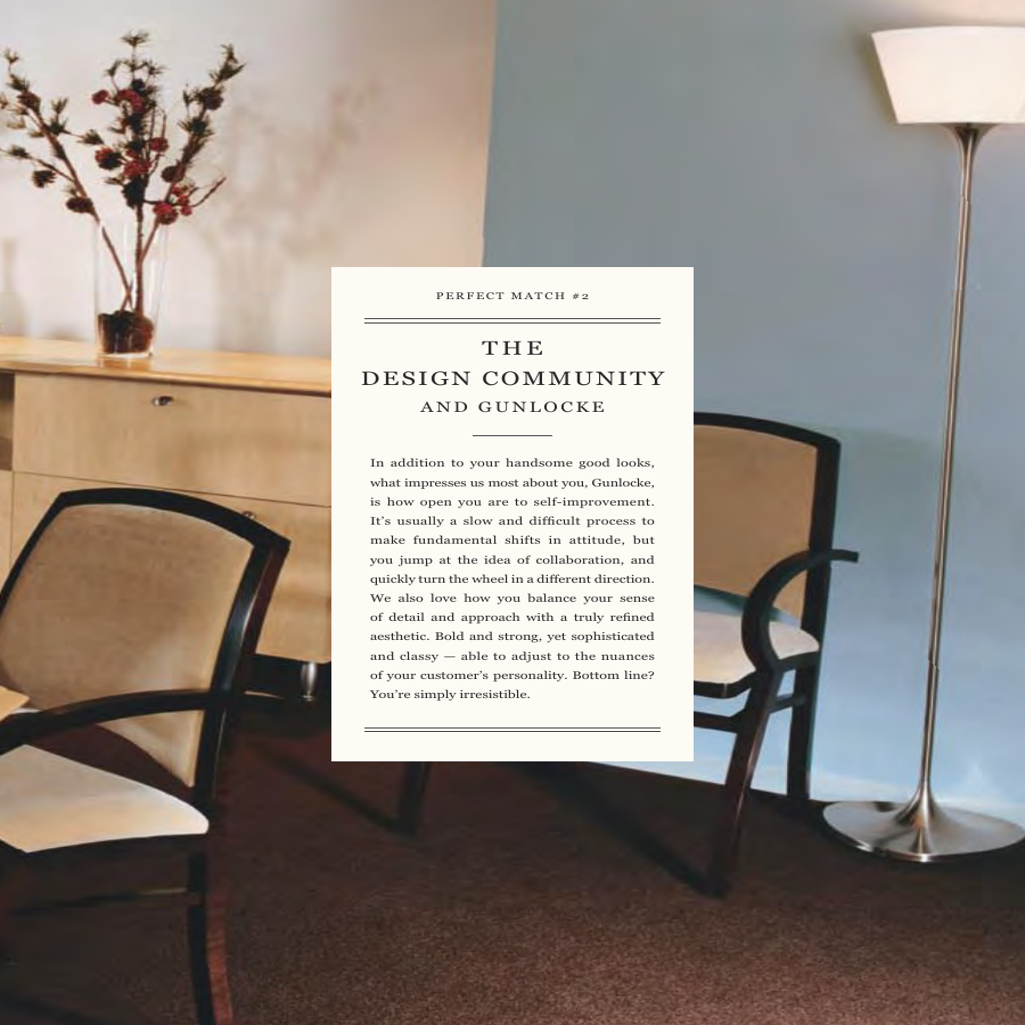 PERFECT MATCH #2
THE
DESIGN COMMUNITY
AND GUNLOCKE
In addition to your handsome good looks,
what impresses us most about you, Gunlocke,
is how open you are to self-improvement.
It's usually a slow and difficult process to
make fundamental shifts in attitude, but
you jump at the idea of collaboration, and
quickly turn the wheel in a different direction.
We also love how you balance your sense
of detail and approach with a truly refined
aesthetic. Bold and strong, yet sophisticated
and classy — able to adjust to the nuances
of your customer's personality. Bottom line?
You're simply irresistible.